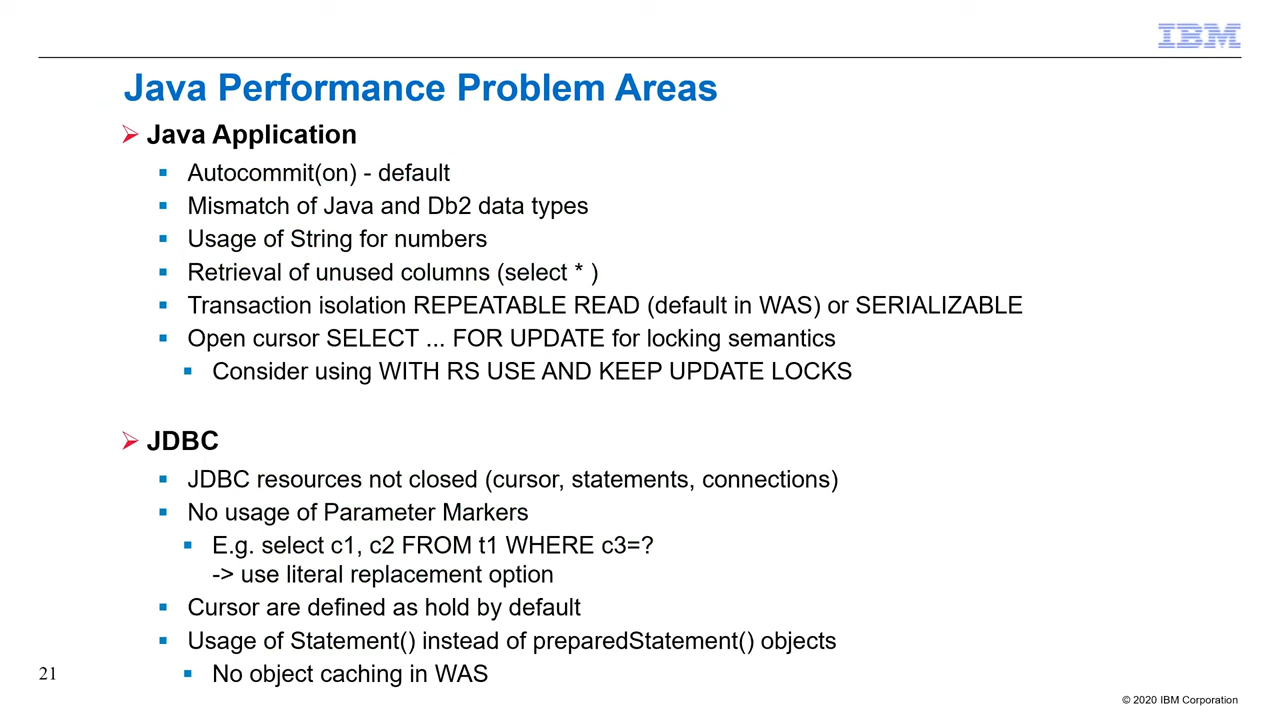 IBM
Java Performance Problem Areas
➢ Java Application
▪ Autocommit(on) - default
▪ Mismatch of Java and Db2 data types
▪ Usage of String for numbers
▪ Retrieval of unused columns (select * )
▪ Transaction isolation REPEATABLE READ (default in WAS) or SERIALIZABLE
▪ Open cursor SELECT ... FOR UPDATE for locking semantics
▪ Consider using WITH RS USE AND KEEP UPDATE LOCKS
➢ JDBC
▪ JDBC resources not closed (cursor, statements, connections)
▪ No usage of Parameter Markers
▪ E.g. select c1, c2 FROM t1 WHERE c3=?
-> use literal replacement option
▪ Cursor are defined as hold by default
▪ Usage of Statement() instead of preparedStatement() objects
▪ No object caching in WAS
21
© 2020 IBM Corporation